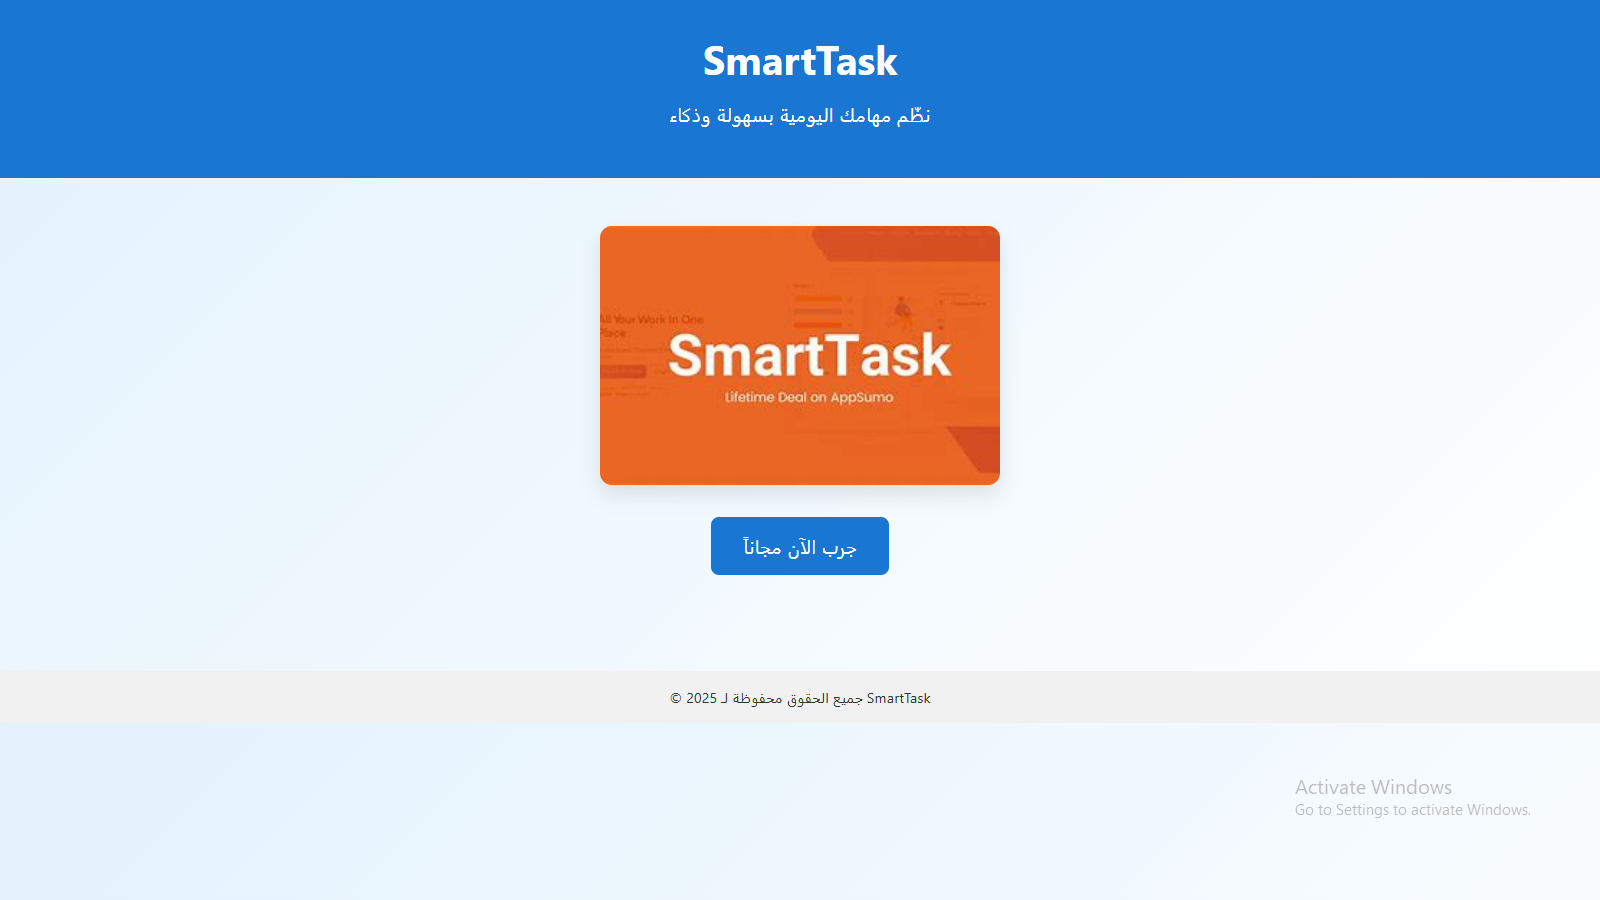 SmartTask
نظّم مهامك اليومية بسهولة وذكاء
All Your Work In One
Place
SmartTask
Lifetime Deal on AppSumo
جرب الآن مجاناً
© 2025 جميع الحقوق محفوظة لـ SmartTask
Activate Windows
Go to Settings to activate Windows.